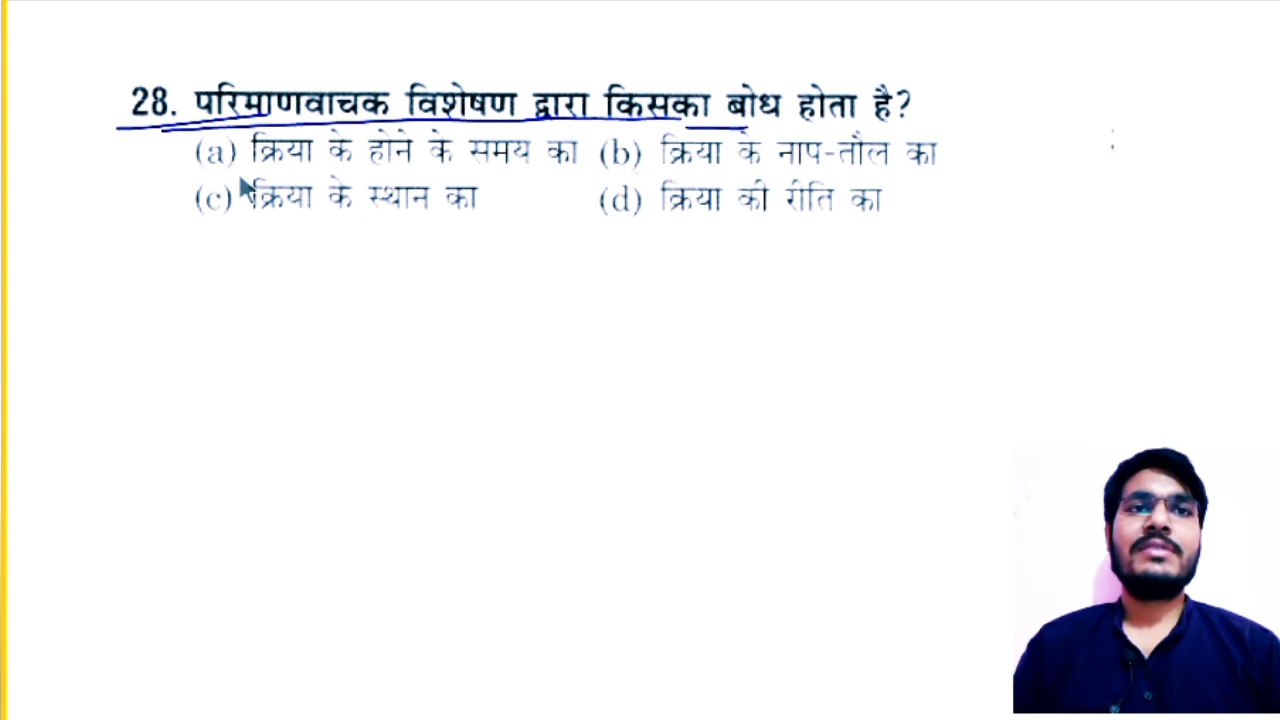 28. परिमाणवाचक विशेषण द्वारा किसका बोध होता है?
(a) क्रिया के होने के समय का (b) क्रिया के नाप-तौल का
(c) क्रिया के स्थान का (d) क्रिया की रीति का